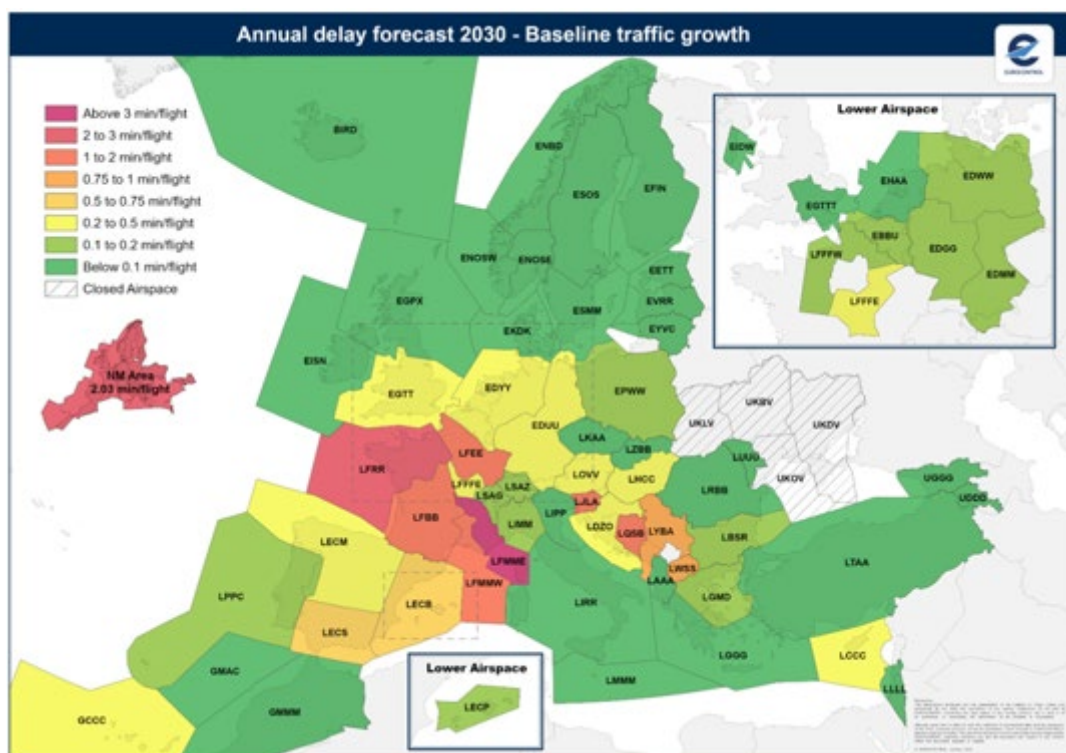 Annual delay forecast 2030 - Baseline traffic growth
EUROCONTROL
Above 3 min/flight
2 to 3 min/flight
1 to 2 min/flight
0.75 to 1 min/flight
0.5 to 0.75 min/flight
0.2 to 0.5 min/flight
0.1 to 0.2 min/flight
Below 0.1 min/flight
Closed Airspace
NM Area
2.03 min/flight
Lower Airspace
EIDW
EHAA
EDWW
EGTTT
EBBU
LFFFW
EDGG
EDMM
LFFFE
BIRD
ENBD
ESOS
EFIN
ENOSW
ENOSE
EETT
EGPX
ESMM
EVRR
EKDK
EYVC
EISN
EGTT
EDYY
EPWW
EDUU
UKLV
UKBV
UKDV
LKAA
LZBB
LFRR
LFEE
LUUU
UKOV
LFFFE
LSAZ
LOVV
LHCC
LSAG
LRBB
UGGG
UDDD
LFBB
LIMM
LIPP
LJLA
LDZO
LQSB
LYBA
LBSR
LECM
LFMME
LFMMW
LWSS
LAAA
LTAA
LPPC
LECB
LIRR
LGMD
LECS
LGGG
LCCC
GMAC
LMMM
LLLL
GMMM
GCCC
Lower Airspace
LECP